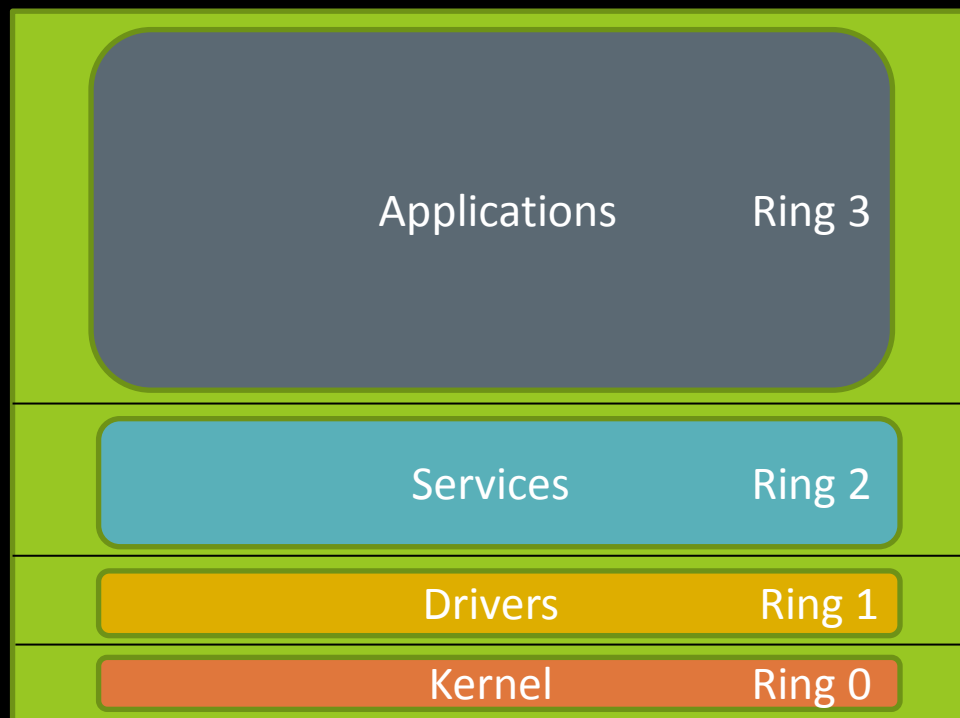 Applications Ring 3
Services Ring 2
Drivers Ring 1
Kernel Ring 0